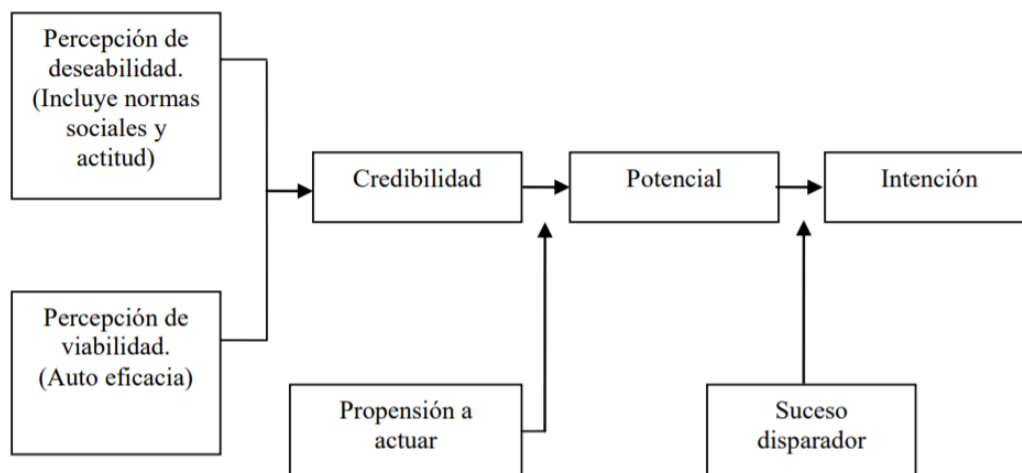 Percepción de
deseabilidad.
(Incluye normas
sociales y
actitud)
Credibilidad
Potencial
Intención
Percepción de
viabilidad.
(Auto eficacia)
Propensión a
actuar
Suceso
disparador